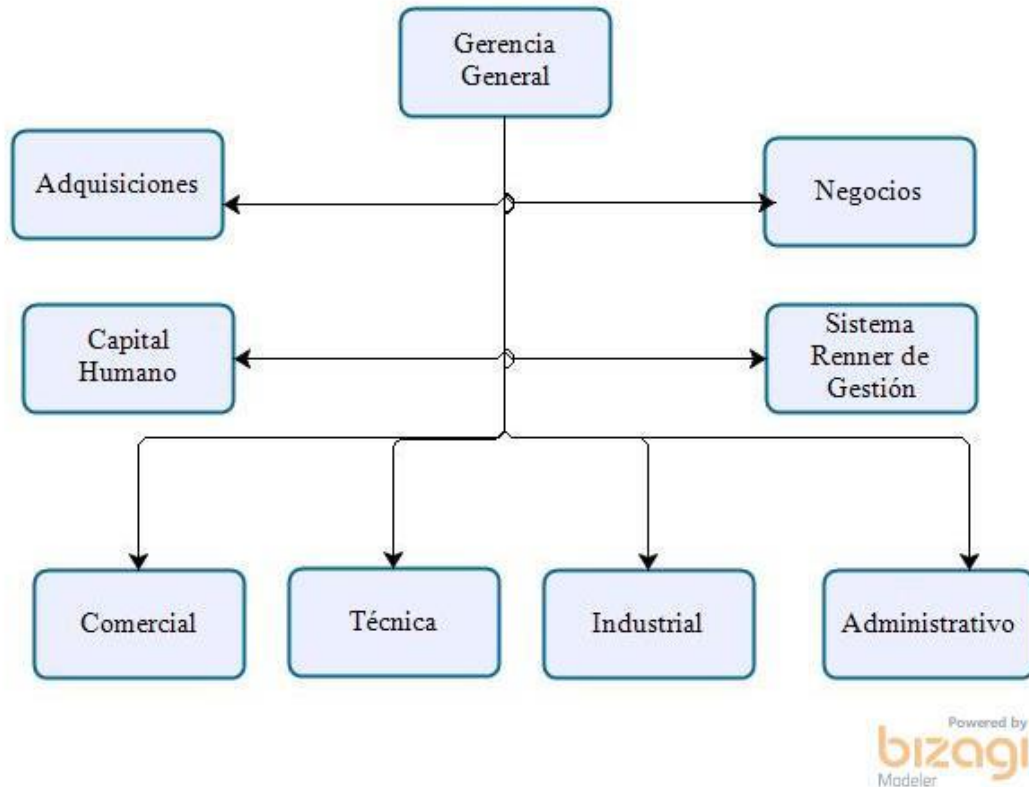 Gerencia
General
Adquisiciones
Negocios
Capital
Humano
Sistema
Renner de
Gestión
Comercial
Técnica
Industrial
Administrativo
Powered by
bizagi
Modeler